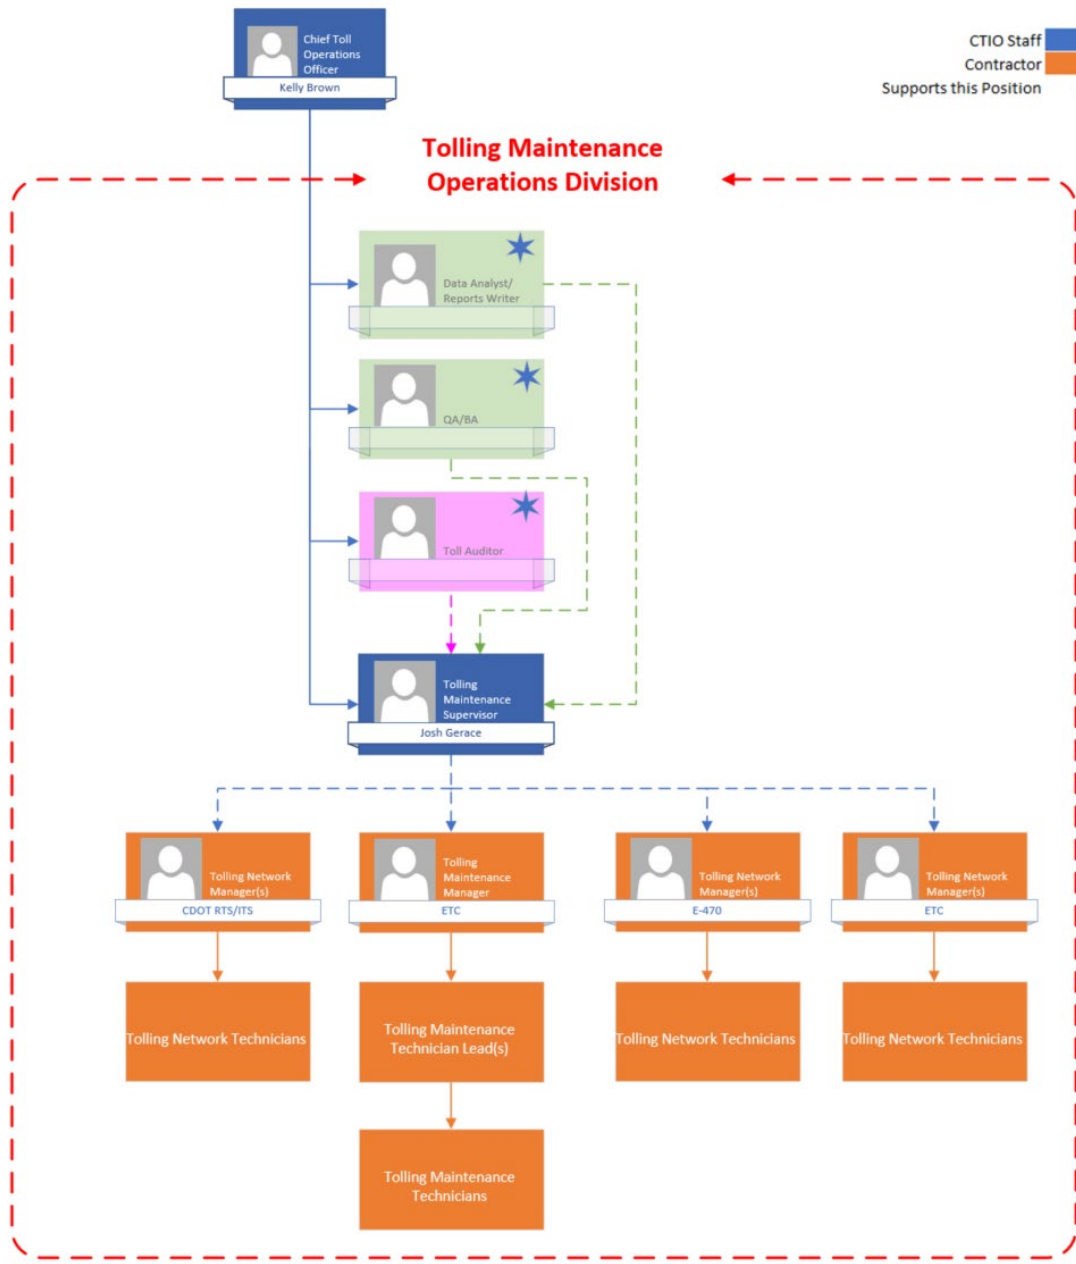 Chief Toll
Operations
Officer
Kelly Brown
CTIO Staff
Contractor
Supports this Position
Tolling Maintenance
Operations Division
Data Analyst/
Reports Writer
QA/BA
Toll Auditor
Tolling
Maintenance
Supervisor
Josh Gerace
Tolling Network
Manager(s)
CDOT RTS/ITS
Tolling
Maintenance
Manager
ETC
Tolling Network
Manager(s)
E-470
Tolling Network
Manager(s)
ETC
Tolling Network Technicians
Tolling Maintenance
Technician Lead(s)
Tolling Network Technicians
Tolling Network Technicians
Tolling Maintenance
Technicians